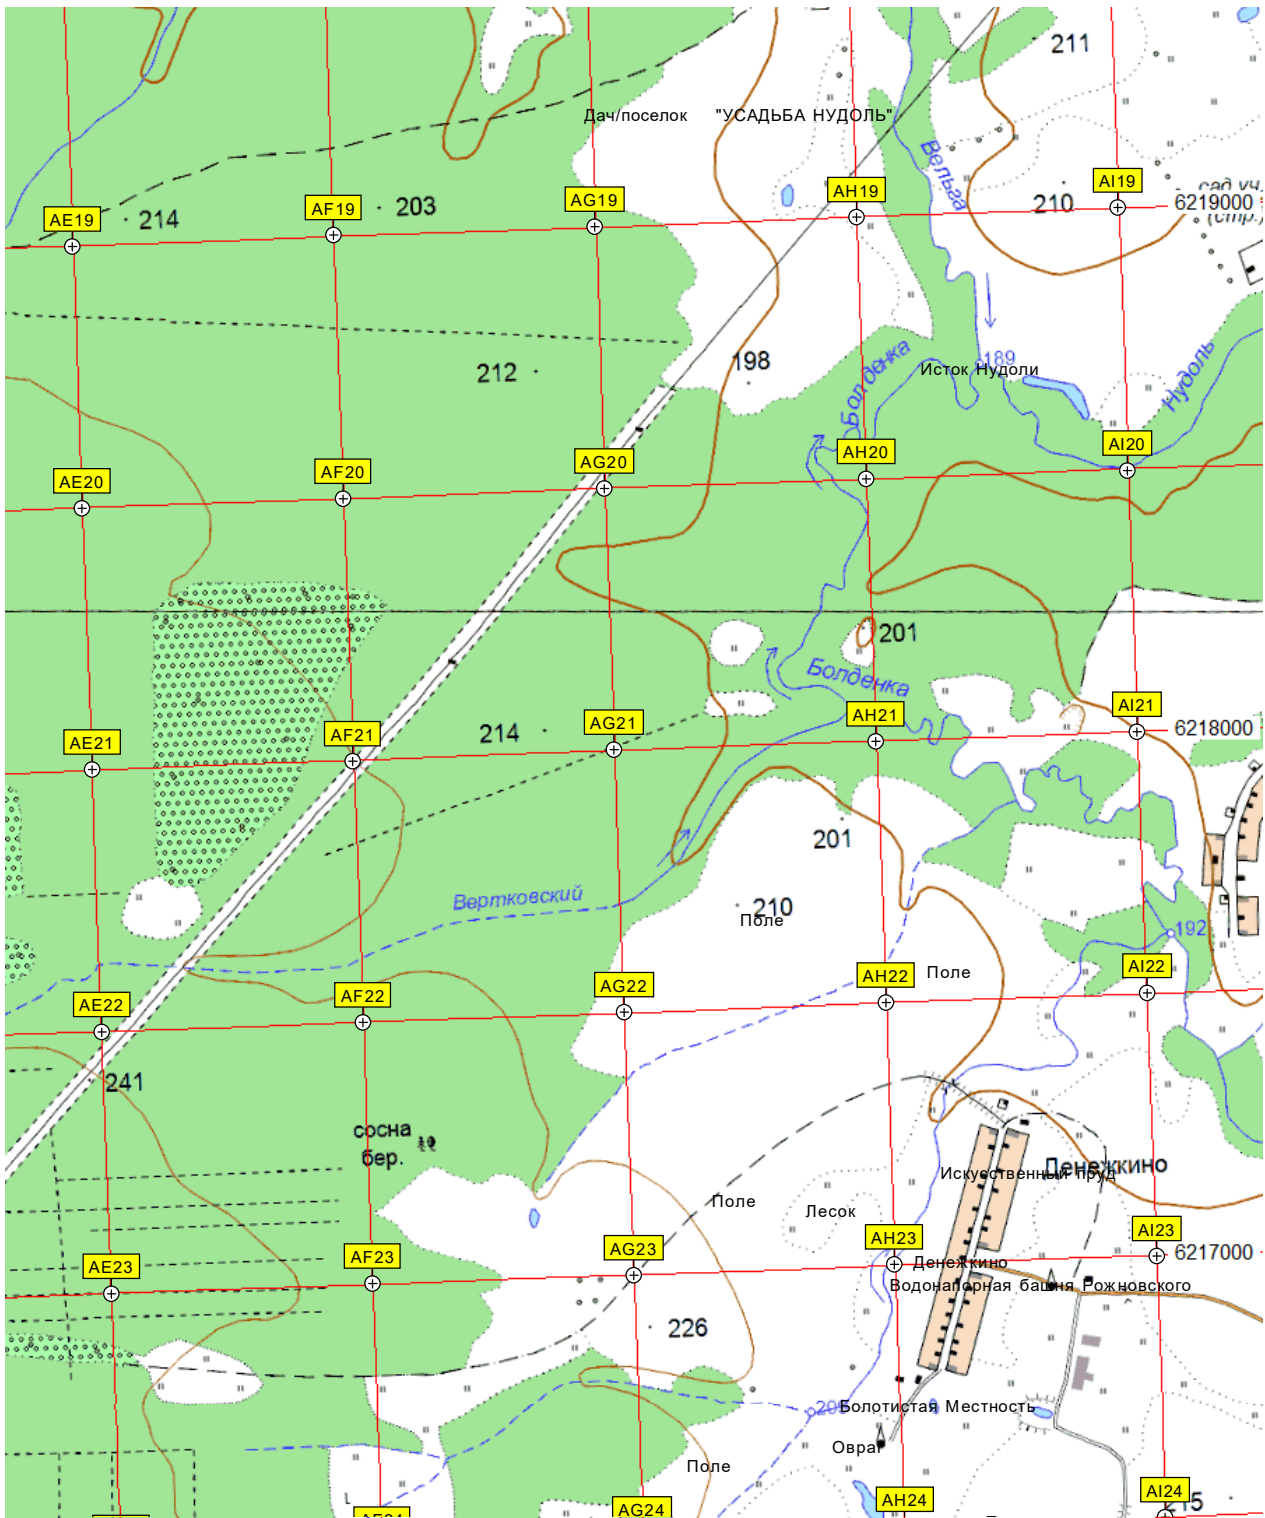 211
Дач/поселок "УСАДЬБА НУДОЛЬ"
Вельга
AE19
214
AF19
203
AG19
AH19
210
AI19
сад.уч.
(стр.)
6219000
212
198
Болденка
189
Исток Нудоли
Нудоль
AE20
AF20
AG20
AH20
AI20
201
Болденка
AE21
AF21
214
AG21
AH21
AI21
6218000
201
Вертковский
210
Поле
192
AE22
AF22
AG22
AH22
Поле
AI22
241
сосна
бер.
Денежкино
Искусственный пруд
Поле
Лесок
AE23
AF23
AG23
AH23
AI23
6217000
Денежкино
Водонапорная башня Рожновского
226
Болотистая Местность
Овраг
Поле
AG24
AH24
AI24